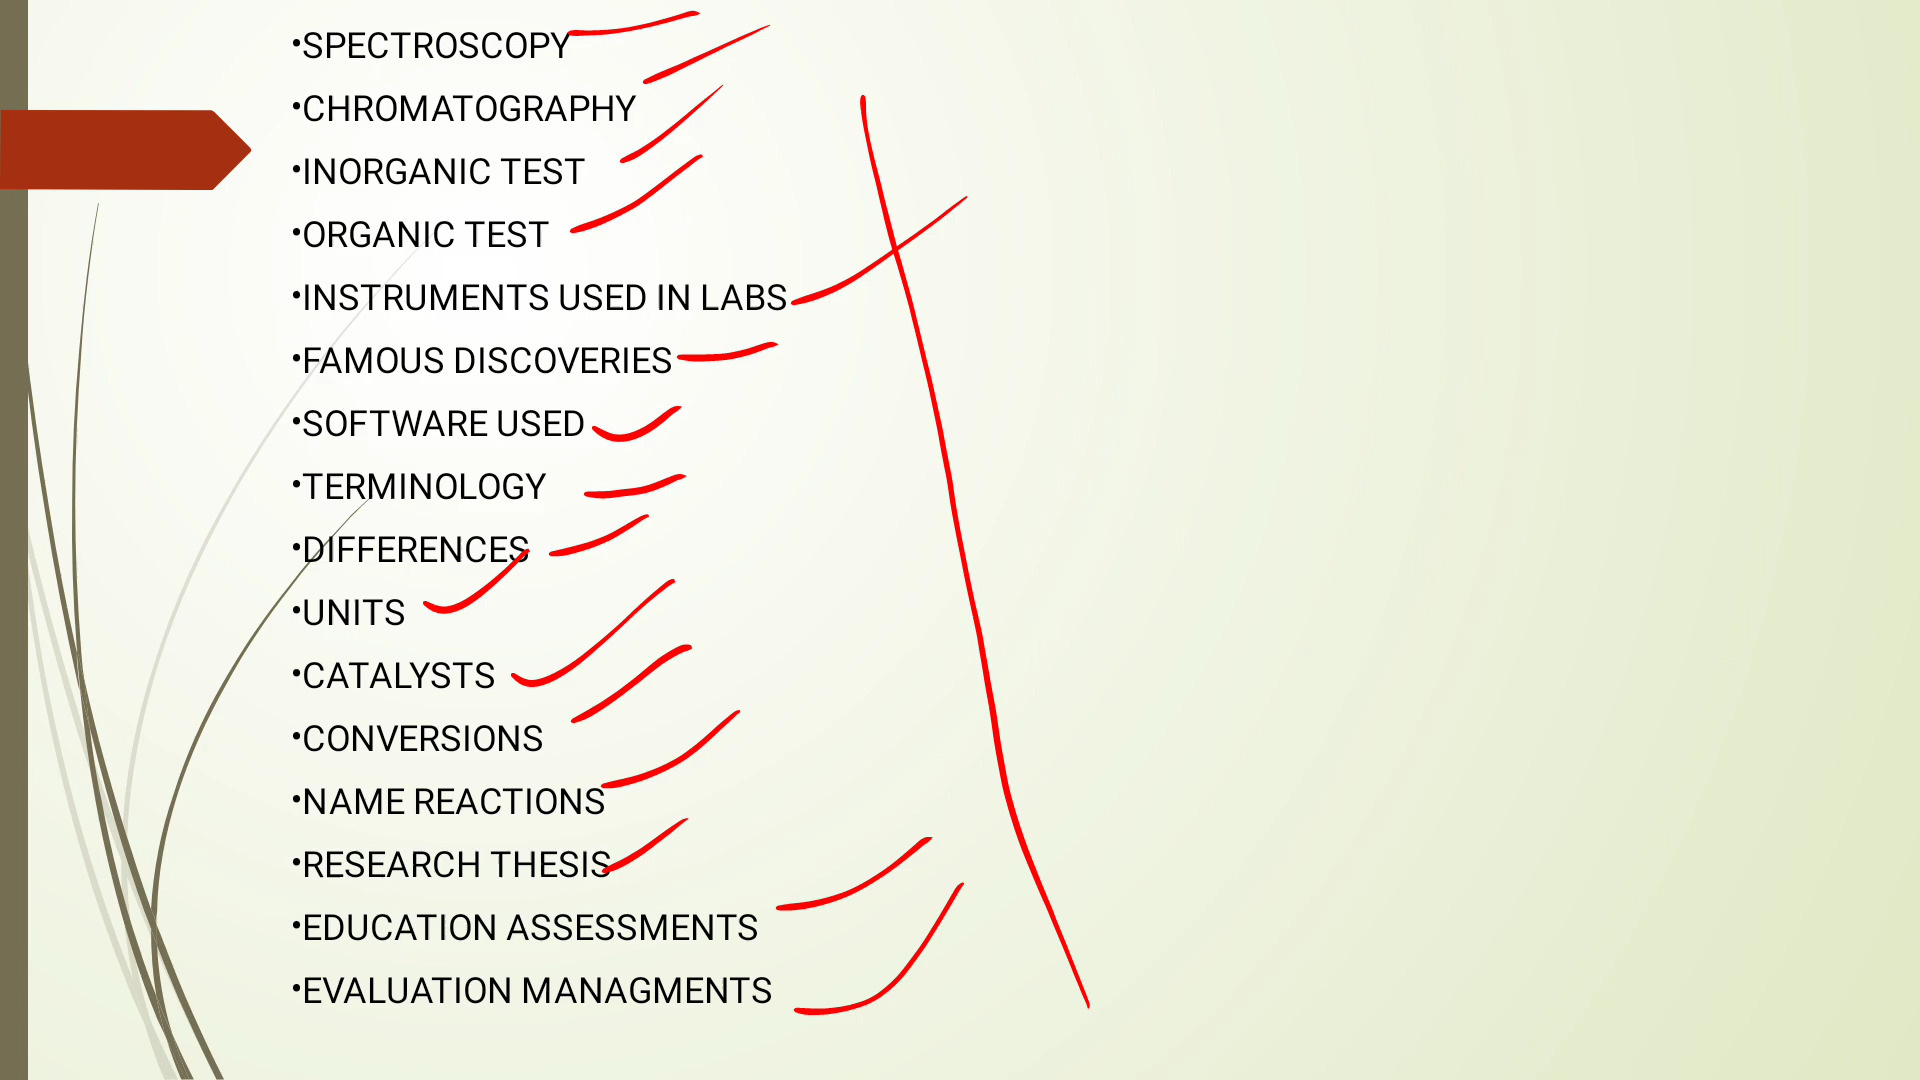 •SPECTROSCOPY
•CHROMATOGRAPHY
•INORGANIC TEST
•ORGANIC TEST
•INSTRUMENTS USED IN LABS
•FAMOUS DISCOVERIES
•SOFTWARE USED
•TERMINOLOGY
•DIFFERENCES
•UNITS
•CATALYSTS
•CONVERSIONS
•NAME REACTIONS
•RESEARCH THESIS
•EDUCATION ASSESSMENTS
•EVALUATION MANAGMENTS